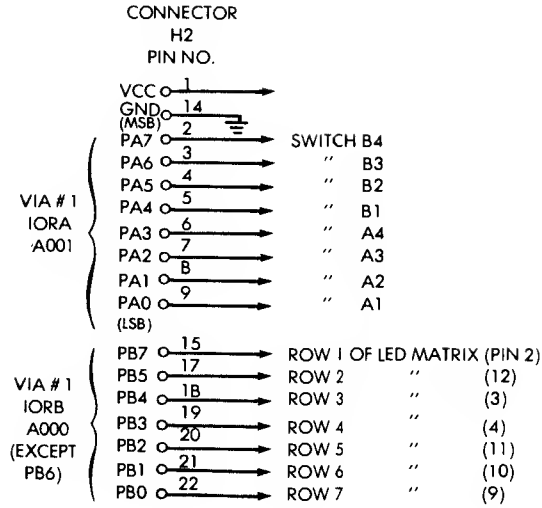 CONNECTOR
H2
PIN NO.
VCC 1
GND 14
(MSB)
PA7 2 SWITCH B4
PA6 3 " B3
PA5 4 " B2
PA4 5 " B1
PA3 6 " A4
PA2 7 " A3
PA1 B " A2
PA0 9 " A1
(LSB)
VIA # 1
IORA
A001
PB7 15 ROW 1 OF LED MATRIX (PIN 2)
PB5 17 ROW 2 " (12)
PB4 1B ROW 3 " (3)
PB3 19 ROW 4 " (4)
PB2 20 ROW 5 " (11)
PB1 21 ROW 6 " (10)
PB0 22 ROW 7 " (9)
VIA # 1
IORB
A000
(EXCEPT
PB6)